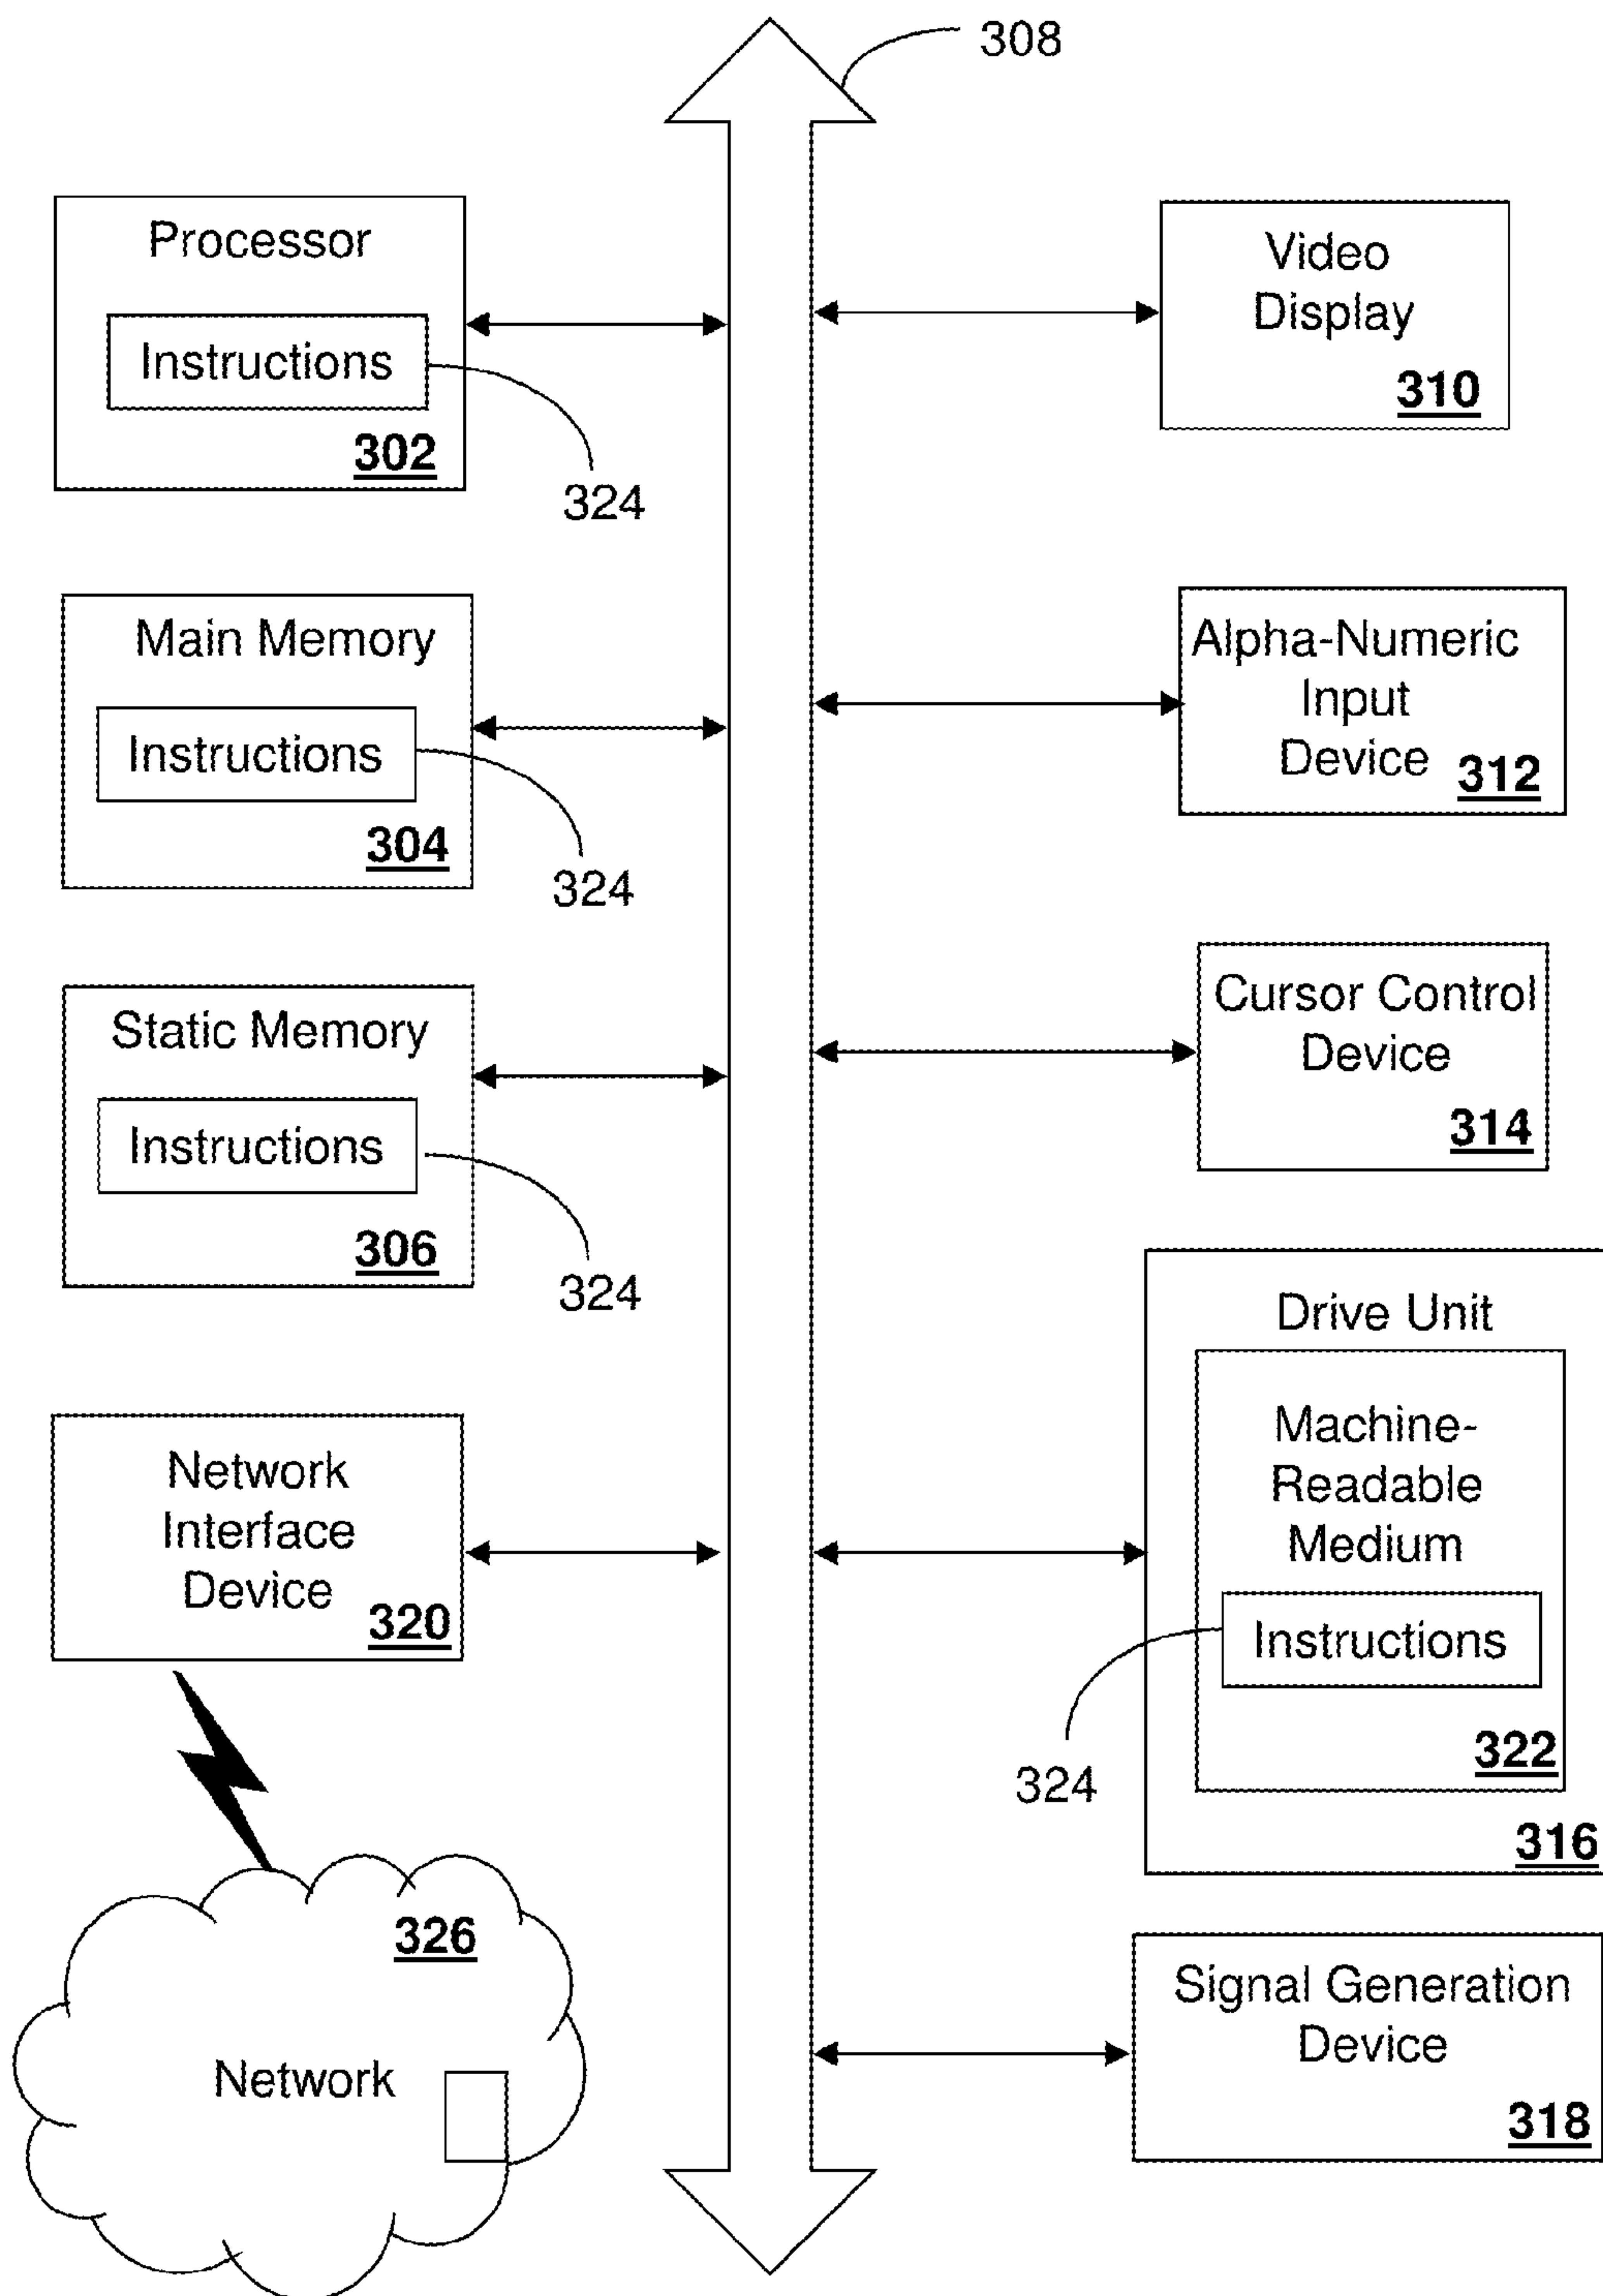 308
Processor
Instructions
302
324
Main Memory
Instructions
304
324
Static Memory
Instructions
306
324
Network
Interface
Device
320
326
Network
Video
Display
310
Alpha-Numeric
Input
Device
312
Cursor Control
Device
314
Drive Unit
Machine-
Readable
Medium
Instructions
322
324
316
Signal Generation
Device
318